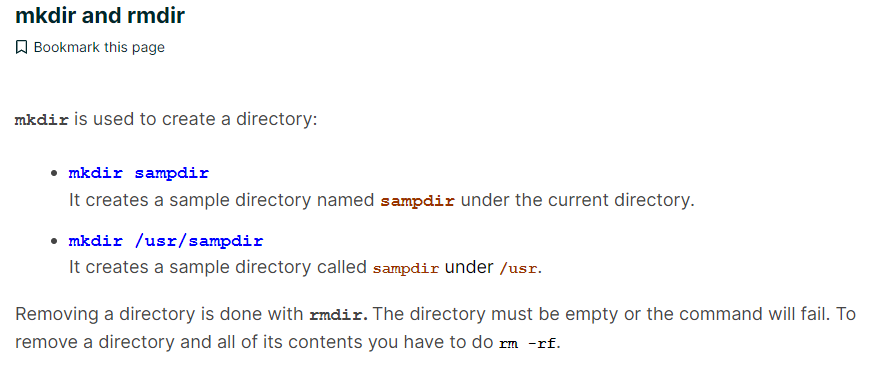 mkdir and rmdir
Bookmark this page
mkdir is used to create a directory:
• mkdir sampdir
It creates a sample directory named sampdir under the current directory.
• mkdir /usr/sampdir
It creates a sample directory called sampdir under /usr.
Removing a directory is done with rmdir. The directory must be empty or the command will fail. To
remove a directory and all of its contents you have to do rm -rf.